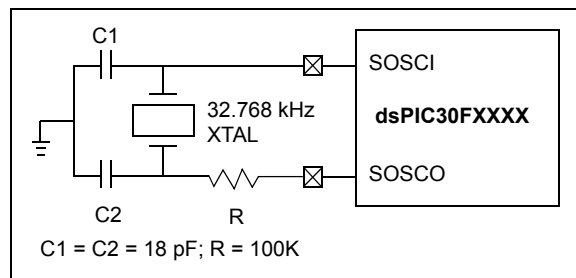 C1
SOSCI
32.768 kHz
XTAL
dsPIC30FXXXX
SOSCO
C2
R
C1 = C2 = 18 pF; R = 100K